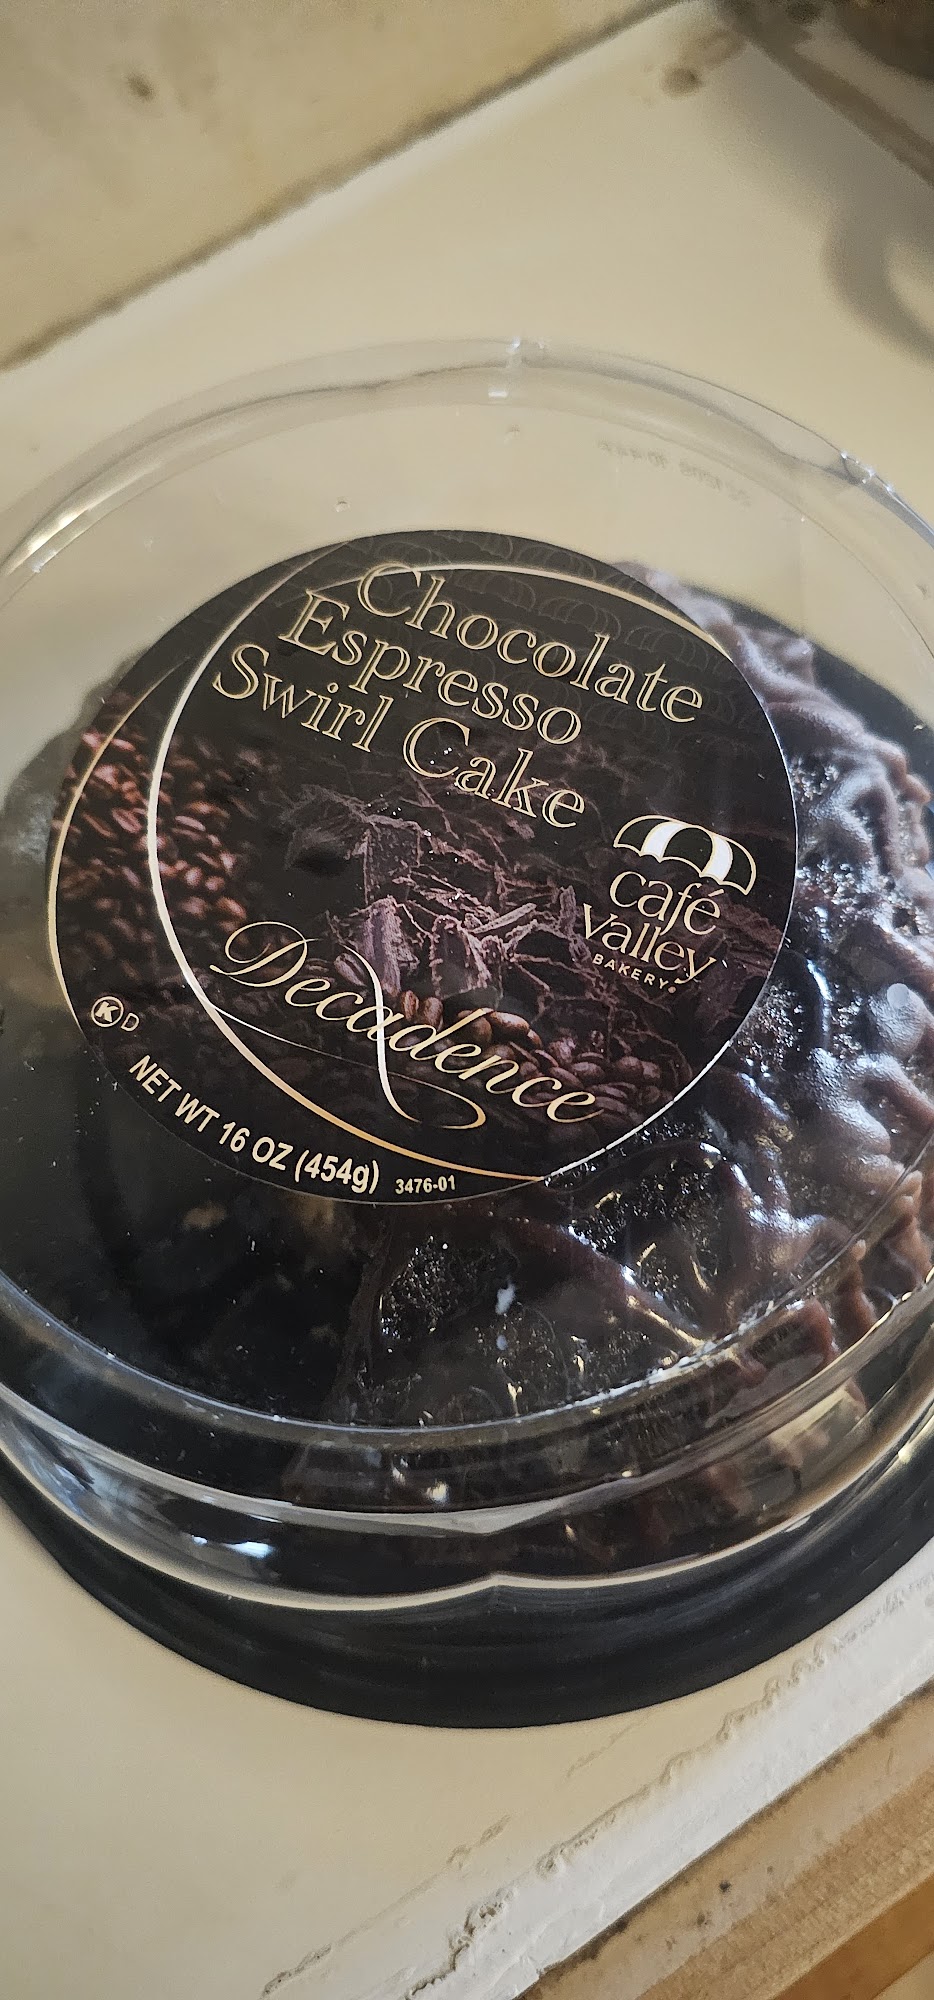 Chocolate
Espresso
Swirl Cake
café
Valley
BAKERY®
Decadence
K D
NET WT 16 OZ (454g) 3476-01